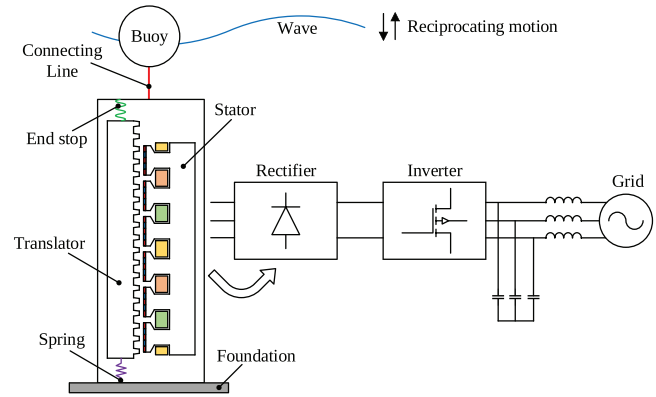 Buoy
Wave
Reciprocating motion
Connecting
Line
Stator
End stop
Rectifier
Inverter
Grid
Translator
Spring
Foundation